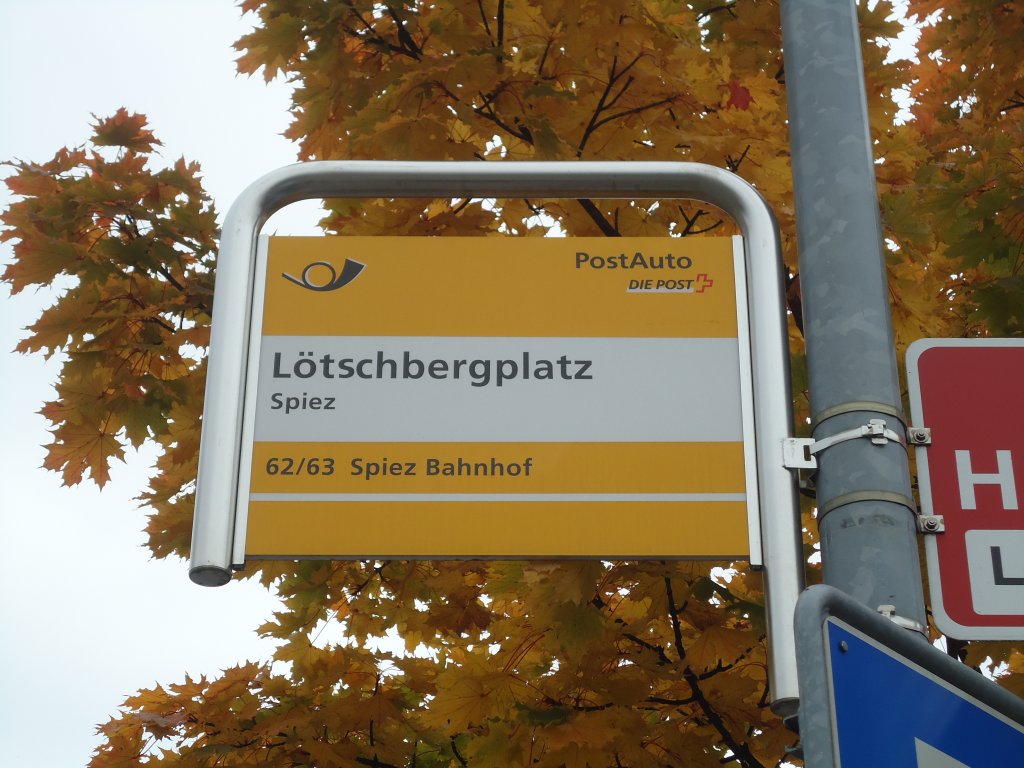 PostAuto
DIE POST
Lötschbergplatz
Spiez
62/63 Spiez Bahnhof
H
L